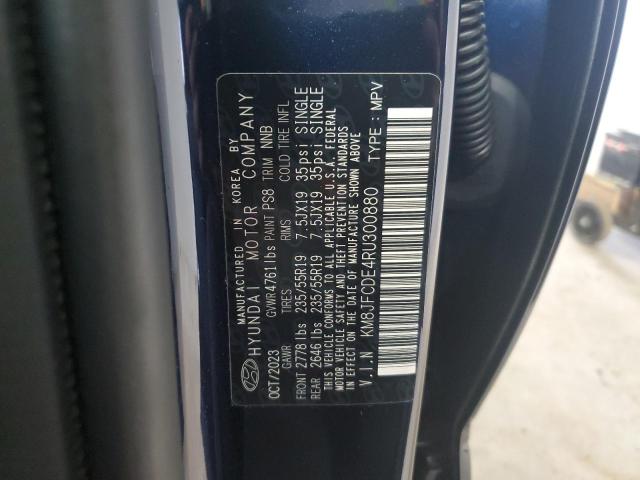 MANUFACTURED IN KOREA BY
HYUNDAI MOTOR COMPANY
OCT/2023 GVWR4761lbs PAINT PS8 TRIM NNB
GAWR TIRES RIMS COLD TIRE INFL
FRONT 2778 lbs 235/55R19 7.5JX19 35psi SINGLE
REAR 2646 lbs 235/55R19 7.5JX19 35psi SINGLE
THIS VEHICLE CONFORMS TO ALL APPLICABLE U.S.A. FEDERAL
MOTOR VEHICLE SAFETY AND THEFT PREVENTION STANDARDS
IN EFFECT ON THE DATE OF MANUFACTURE SHOWN ABOVE
V.I.N KM8JFCDE4RU300880 TYPE : MPV